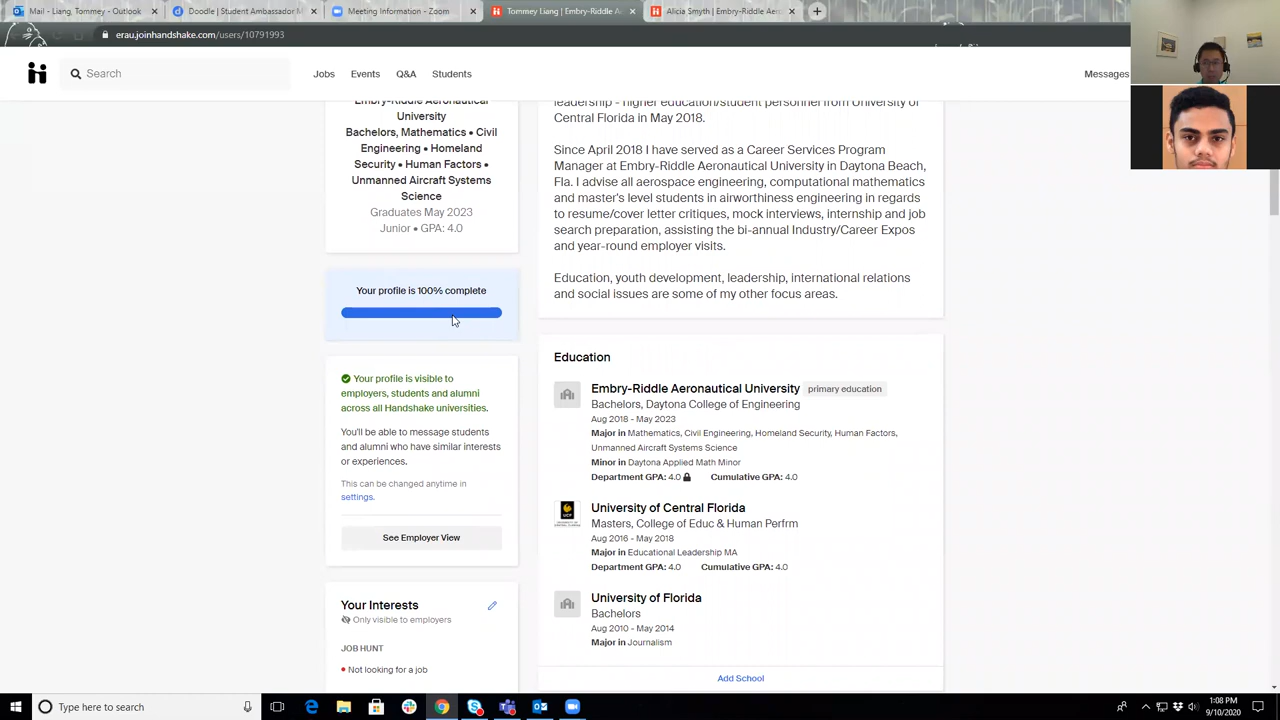 Mail - Liang, Tommy - Outlook
Doodle | Student Ambassador M
Meeting Information - Zoom
Tommy Liang | Embry-Riddle Ae
Alicia Smyth | Embry-Riddle Aer
erau.joinhandshake.com/users/10791993
Search
Jobs
Events
Q&A
Students
Messages
Embry-Riddle Aeronautical
University
Bachelors, Mathematics • Civil
Engineering • Homeland
Security • Human Factors •
Unmanned Aircraft Systems
Science
Graduates May 2023
Junior • GPA: 4.0
Your profile is 100% complete
Your profile is visible to
employers, students and alumni
across all Handshake universities.
You'll be able to message students
and alumni who have similar interests
or experiences.
This can be changed anytime in
settings.
See Employer View
Your Interests
Only visible to employers
JOB HUNT
Not looking for a job
leadership - higher education/student personnel from University of
Central Florida in May 2018.
Since April 2018 I have served as a Career Services Program
Manager at Embry-Riddle Aeronautical University in Daytona Beach,
Fla. I advise all aerospace engineering, computational mathematics
and master's level students in airworthiness engineering in regards
to resume/cover letter critiques, mock interviews, internship and job
search preparation, assisting the bi-annual Industry/Career Expos
and year-round employer visits.
Education, youth development, leadership, international relations
and social issues are some of my other focus areas.
Education
Embry-Riddle Aeronautical University primary education
Bachelors, Daytona College of Engineering
Aug 2018 - May 2023
Major in Mathematics, Civil Engineering, Homeland Security, Human Factors,
Unmanned Aircraft Systems Science
Minor in Daytona Applied Math Minor
Department GPA: 4.0 Cumulative GPA: 4.0
University of Central Florida
Masters, College of Educ & Human Perfrm
Aug 2016 - May 2018
Major in Educational Leadership MA
Department GPA: 4.0 Cumulative GPA: 4.0
University of Florida
Bachelors
Aug 2010 - May 2014
Major in Journalism
Add School
Type here to search
1:08 PM
9/10/2020